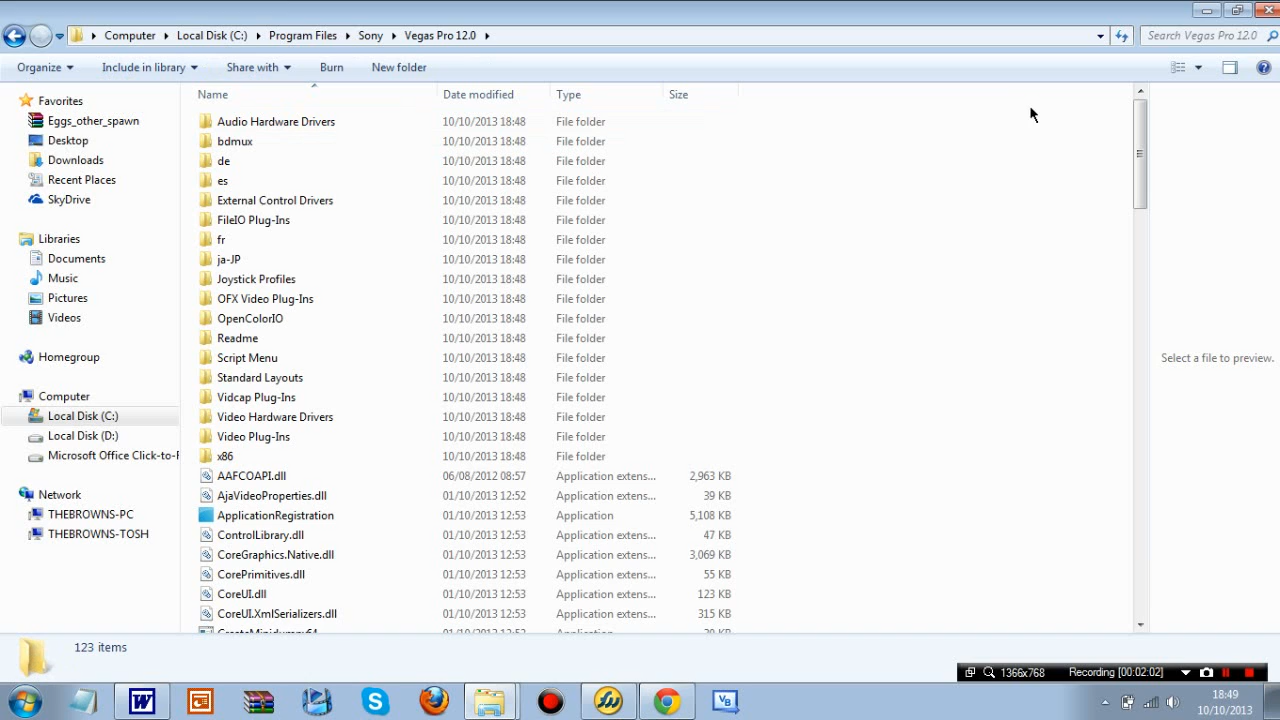 Computer Local Disk (C:) Program Files Sony Vegas Pro 12.0 Search Vegas Pro 12.0
Organize Include in library Share with Burn New folder
Name Date modified Type Size
Favorites
Eggs_other_spawn
Desktop
Downloads
Recent Places
SkyDrive
Libraries
Documents
Music
Pictures
Videos
Homegroup
Computer
Local Disk (C:)
Local Disk (D:)
Microsoft Office Click-to-
Network
THEBROWNS-PC
THEBROWNS-TOSH
Audio Hardware Drivers 10/10/2013 18:48 File folder
bdmux 10/10/2013 18:48 File folder
de 10/10/2013 18:48 File folder
es 10/10/2013 18:48 File folder
External Control Drivers 10/10/2013 18:48 File folder
FileIO Plug-Ins 10/10/2013 18:48 File folder
fr 10/10/2013 18:48 File folder
ja-JP 10/10/2013 18:48 File folder
Joystick Profiles 10/10/2013 18:48 File folder
OFX Video Plug-Ins 10/10/2013 18:48 File folder
OpenColorIO 10/10/2013 18:48 File folder
Readme 10/10/2013 18:48 File folder
Script Menu 10/10/2013 18:48 File folder
Standard Layouts 10/10/2013 18:48 File folder
Vidcap Plug-Ins 10/10/2013 18:48 File folder
Video Hardware Drivers 10/10/2013 18:48 File folder
Video Plug-Ins 10/10/2013 18:48 File folder
x86 10/10/2013 18:48 File folder
AAFCOAPI.dll 06/08/2012 08:57 Application extens... 2,963 KB
AjaVideoProperties.dll 01/10/2013 12:52 Application extens... 39 KB
ApplicationRegistration 01/10/2013 12:53 Application 5,108 KB
ControlLibrary.dll 01/10/2013 12:53 Application extens... 47 KB
CoreGraphics.Native.dll 01/10/2013 12:53 Application extens... 3,069 KB
CorePrimitives.dll 01/10/2013 12:53 Application extens... 55 KB
CoreUI.dll 01/10/2013 12:53 Application extens... 123 KB
CoreUI.XmlSerializers.dll 01/10/2013 12:53 Application extens... 315 KB
Select a file to preview.
123 items
1366x768 Recording [00:02:02]
18:49
10/10/2013